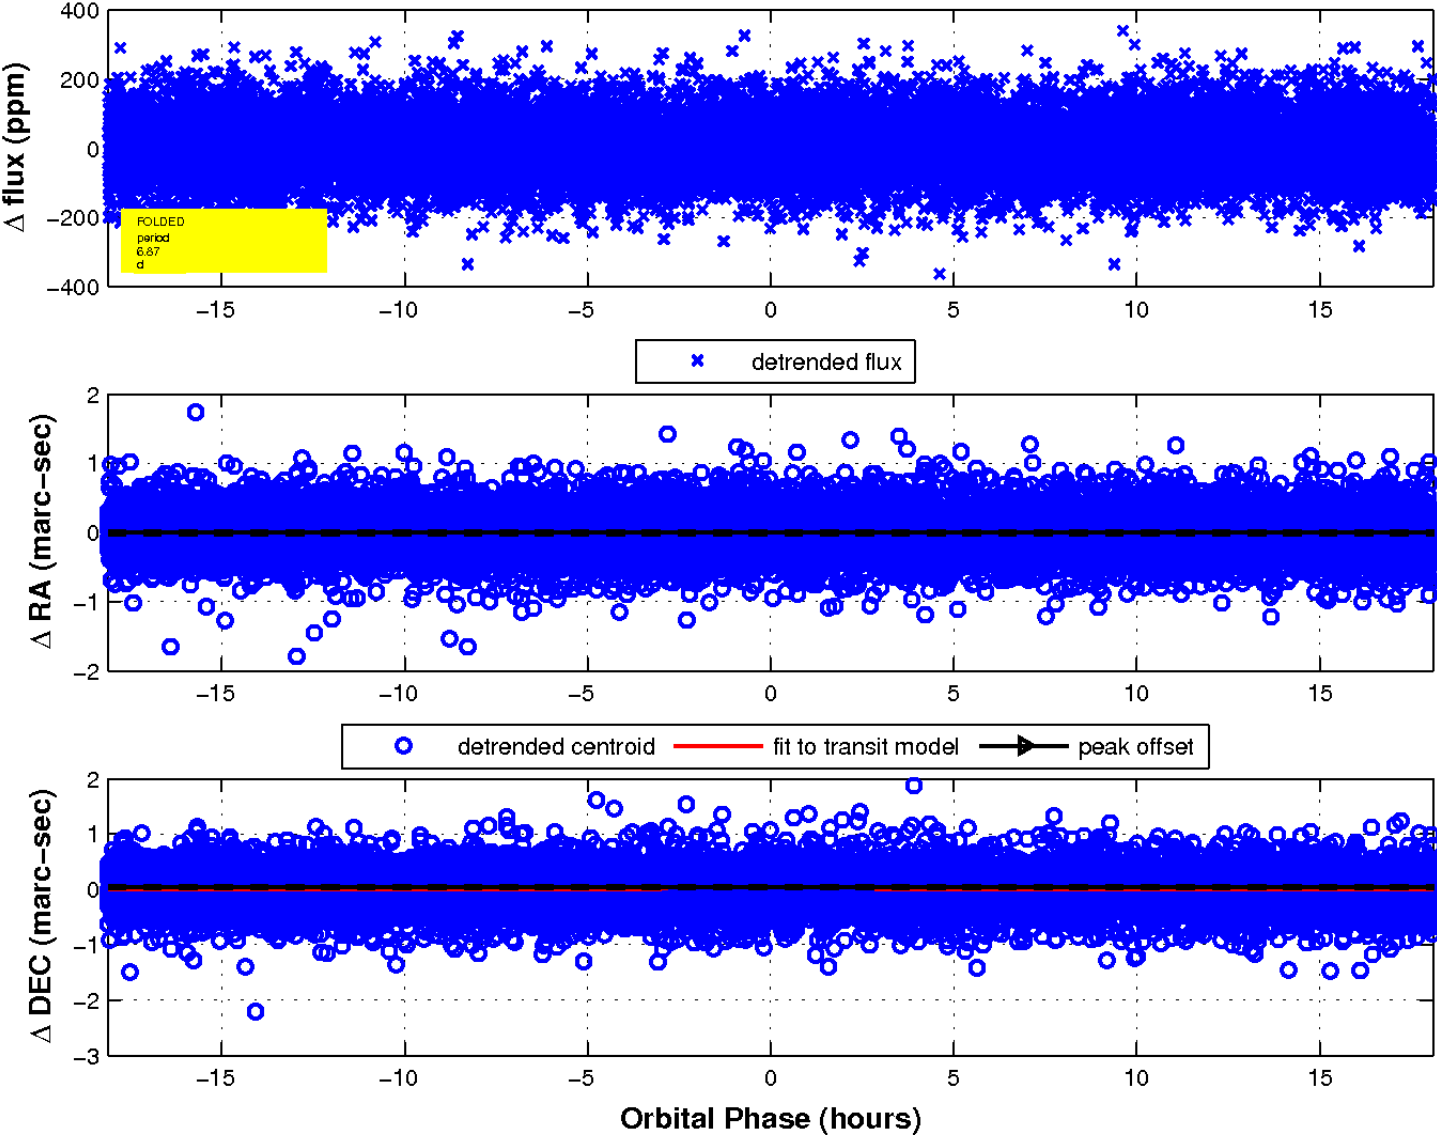 400
200
0
−200
−400
Δ flux (ppm)
FOLDED
period
6.87
d
−15 −10 −5 0 5 10 15
detrended flux
2
1
0
−1
−2
Δ RA (marc−sec)
−15 −10 −5 0 5 10 15
detrended centroid fit to transit model peak offset
2
1
0
−1
−2
−3
Δ DEC (marc−sec)
−15 −10 −5 0 5 10 15
Orbital Phase (hours)